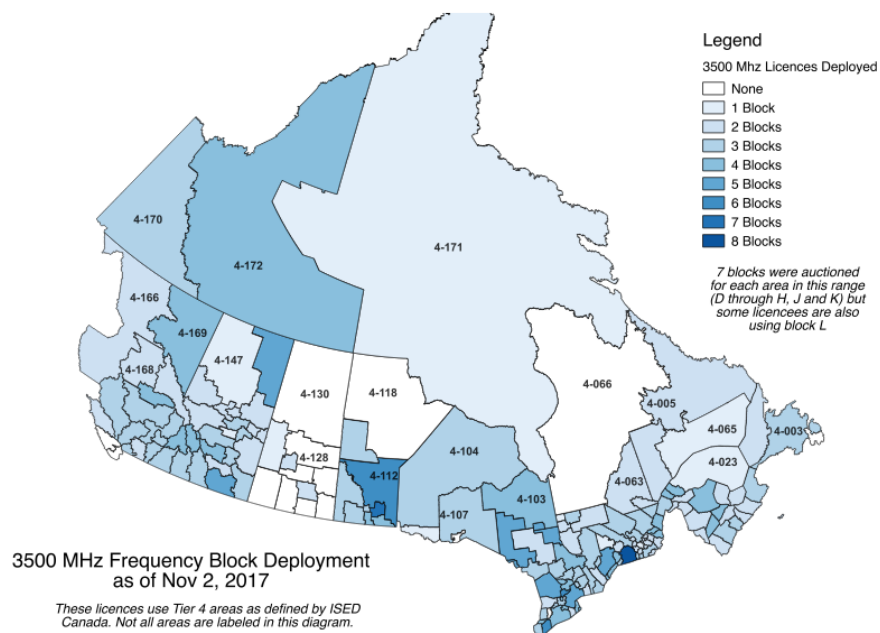 Legend
3500 Mhz Licences Deployed
None
1 Block
2 Blocks
3 Blocks
4 Blocks
5 Blocks
6 Blocks
7 Blocks
8 Blocks
7 blocks were auctioned
for each area in this range
(D through H, J and K) but
some licencees are also
using block L
4-170
4-171
4-172
4-166
4-169
4-147
4-168
4-130
4-118
4-066
4-005
4-065
4-003
4-128
4-104
4-023
4-112
4-063
4-103
4-107
3500 MHz Frequency Block Deployment
as of Nov 2, 2017
These licences use Tier 4 areas as defined by ISED
Canada. Not all areas are labeled in this diagram.